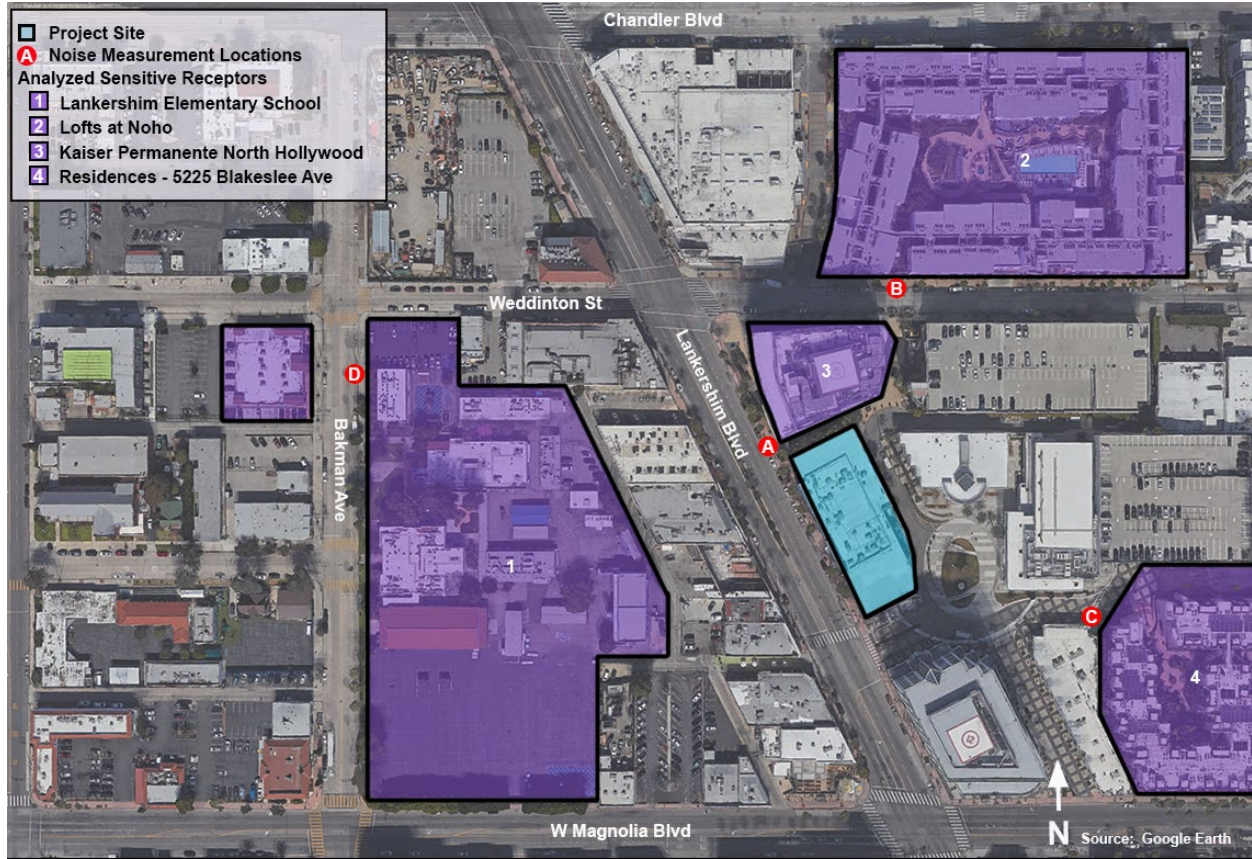 Project Site
A Noise Measurement Locations
Analyzed Sensitive Receptors
1 Lankershim Elementary School
2 Lofts at Noho
3 Kaiser Permanente North Hollywood
4 Residences - 5225 Blakeslee Ave
Chandler Blvd
2
B
Weddinton St
Lankershim Blvd
3
D
A
Bakman Ave
1
C
4
W Magnolia Blvd
N
Source: Google Earth